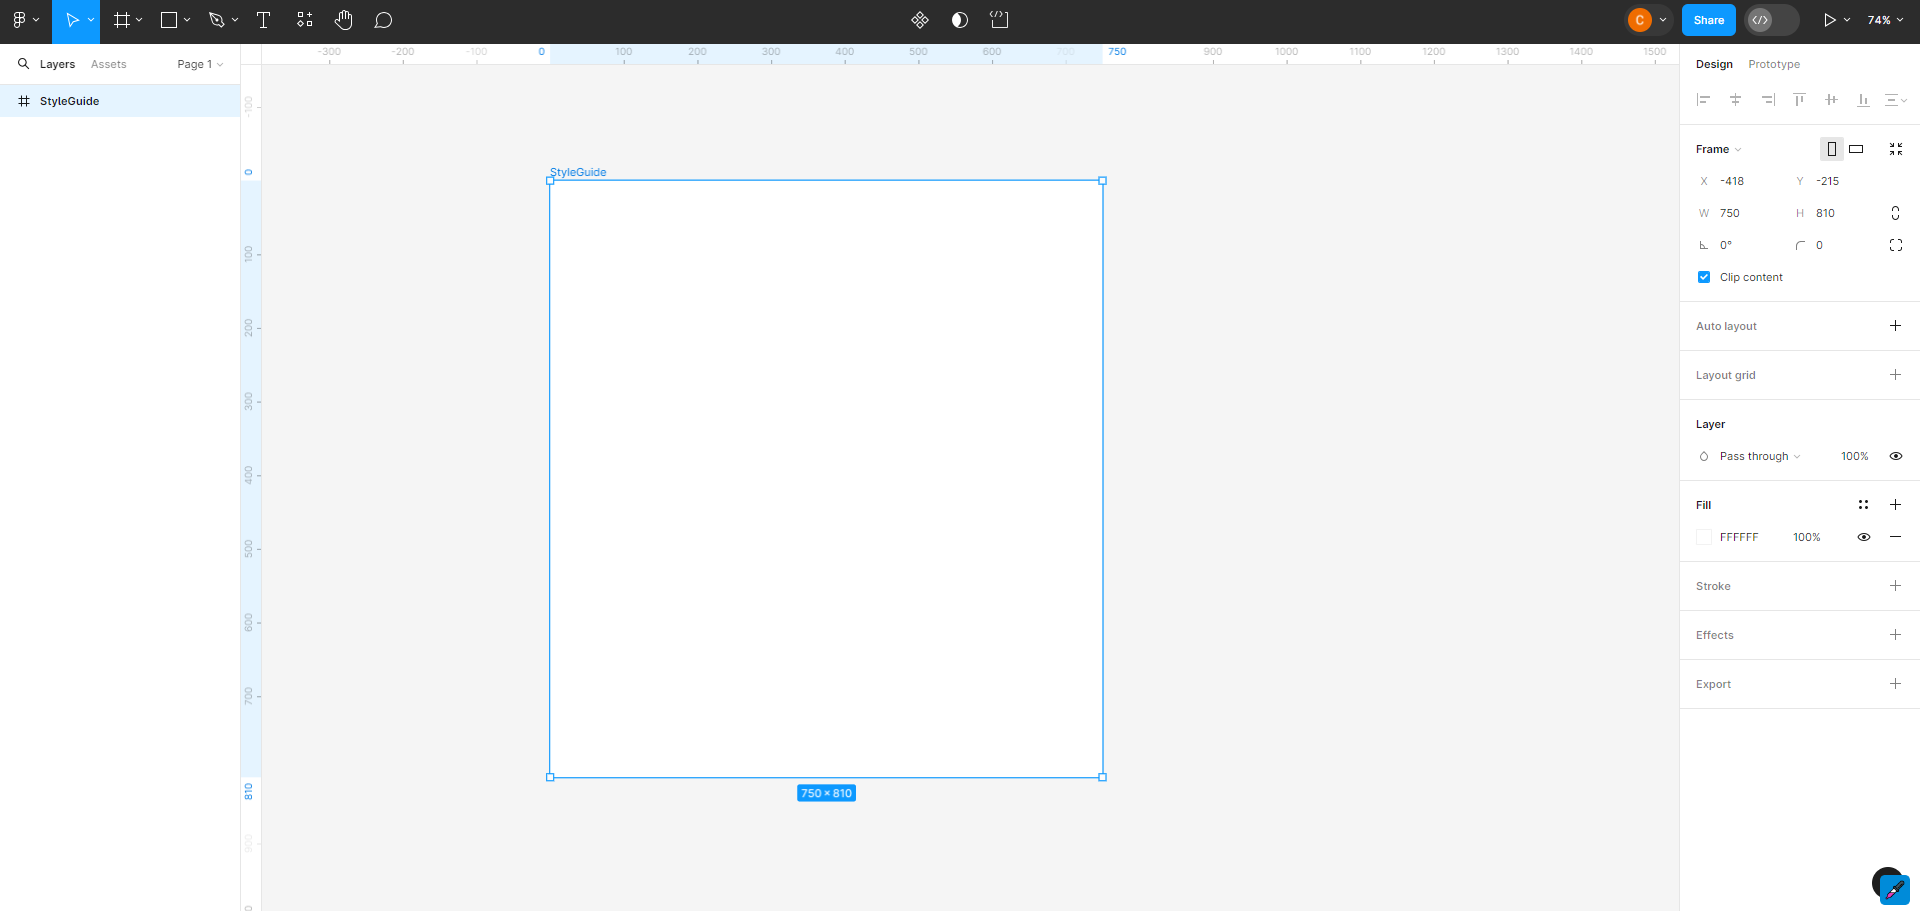 C
Share
74%
Layers
Assets
Page 1
StyleGuide
-300
-200
-100
0
100
200
300
400
500
600
700
750
900
1000
1100
1200
1300
1400
1500
-100
0
100
200
300
400
500
600
700
810
900
StyleGuide
750 × 810
Design
Prototype
Frame
X -418 Y -215
W 750 H 810
0° 0
Clip content
Auto layout
Layout grid
Layer
Pass through 100%
Fill
FFFFFF 100%
Stroke
Effects
Export